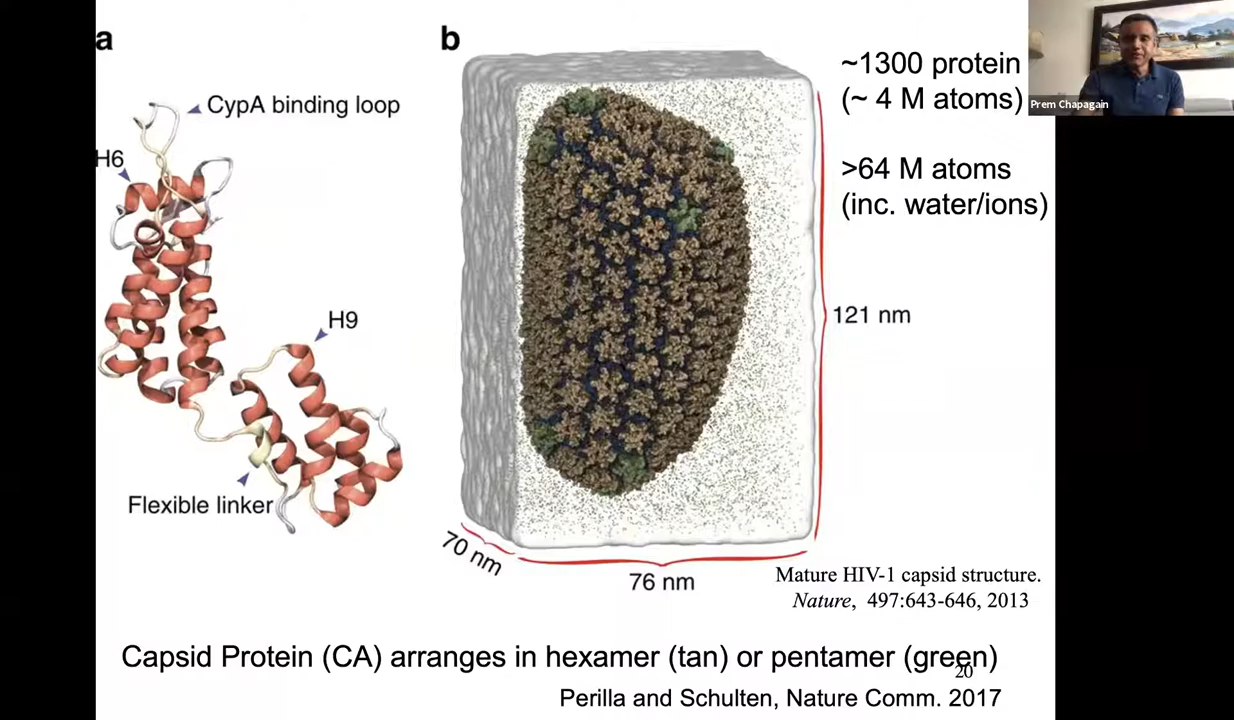 a
CypA binding loop
H6
H9
Flexible linker
b
70 nm
76 nm
121 nm
~1300 protein
(~ 4 M atoms)
>64 M atoms
(inc. water/ions)
Prem Chapagain
Mature HIV-1 capsid structure.
Nature, 497:643-646, 2013
Capsid Protein (CA) arranges in hexamer (tan) or pentamer (green)
20
Perilla and Schulten, Nature Comm. 2017